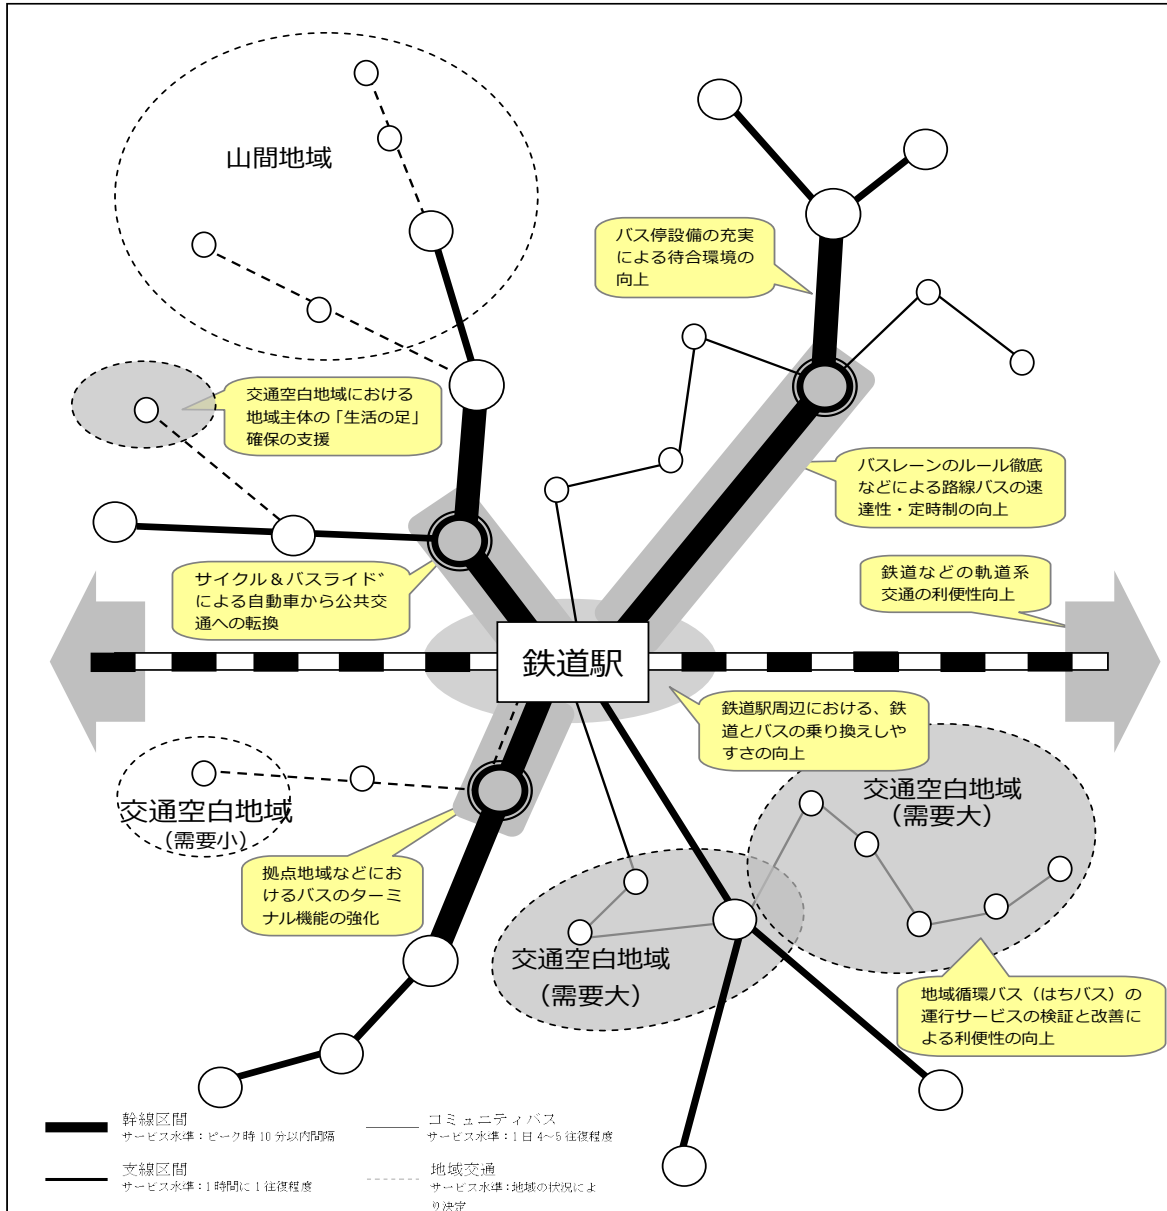 山間地域
バス停設備の充実
による待合環境の
向上
交通空白地域における
地域主体の「生活の足」
確保の支援
バスレーンのルール徹底
などによる路線バスの速
達性・定時制の向上
サイクル＆バスライド゛
による自動車から公共交
通への転換
鉄道などの軌道系
交通の利便性向上
鉄道駅
鉄道駅周辺における、鉄
道とバスの乗り換えしや
すさの向上
交通空白地域
（需要小）
交通空白地域
（需要大）
拠点地域などにお
けるバスのターミ
ナル機能の強化
交通空白地域
（需要大）
地域循環バス（はちバス）の
運行サービスの検証と改善に
よる利便性の向上
幹線区間
サービス水準：ピーク時 10 分以内間隔
支線区間
サービス水準：1 時間に 1 往復程度
コミュニティバス
サービス水準：1 日 4～5 往復程度
地域交通
サービス水準：地域の状況によ
り決定